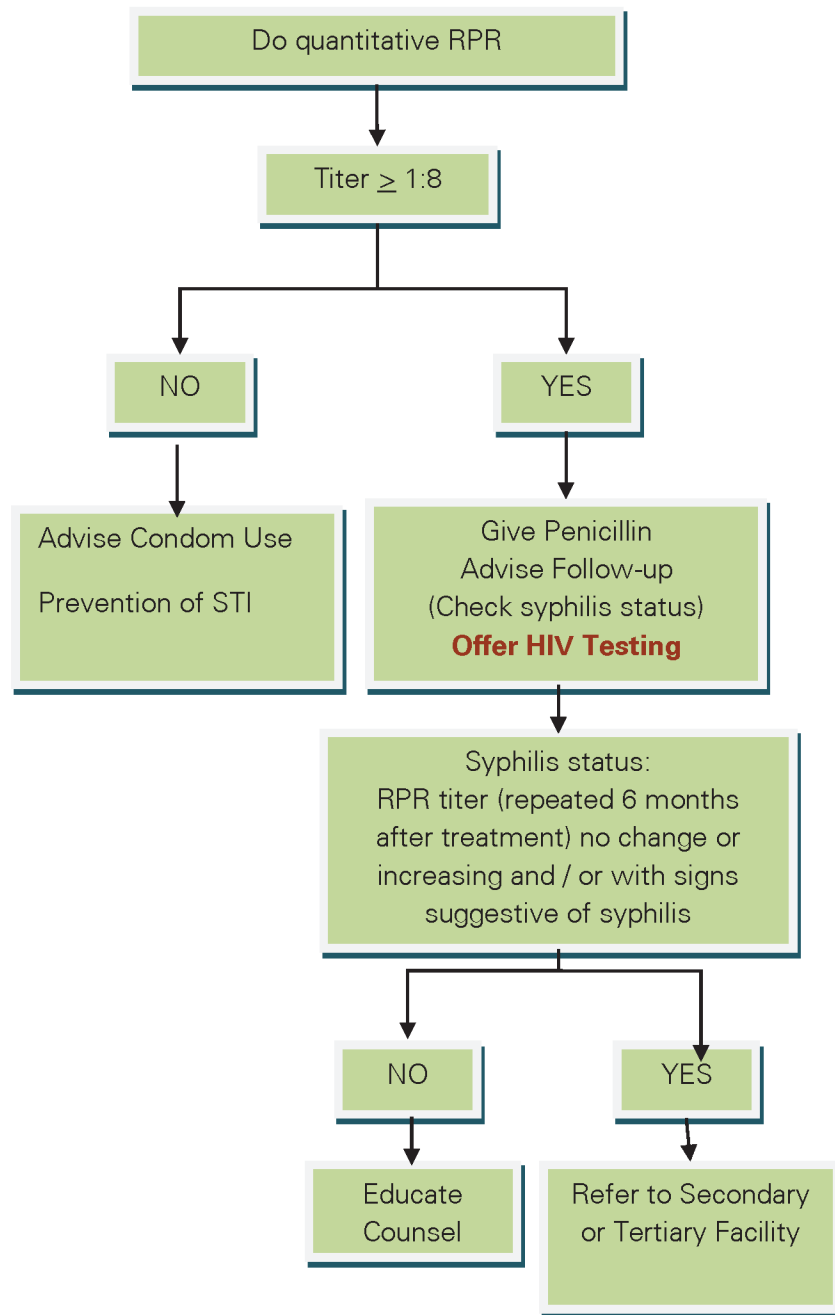 Do quantitative RPR
Titer ≥ 1:8
NO
YES
Advise Condom Use
Prevention of STI
Give Penicillin
Advise Follow-up
(Check syphilis status)
Offer HIV Testing
Syphilis status:
RPR titer (repeated 6 months
after treatment) no change or
increasing and / or with signs
suggestive of syphilis
NO
YES
Educate
Counsel
Refer to Secondary
or Tertiary Facility